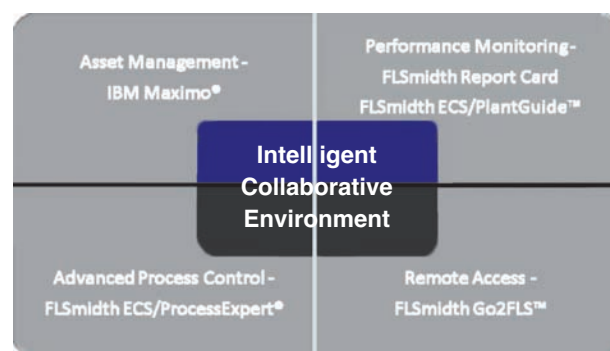 Asset Management -
IBM Maximo®
Performance Monitoring-
FLSmidth Report Card
FLSmidth ECS/PlantGuide™
Intelligent
Collaborative
Environment
Advanced Process Control -
FLSmidth ECS/ProcessExpert®
Remote Access -
FLSmidth Go2FLS™